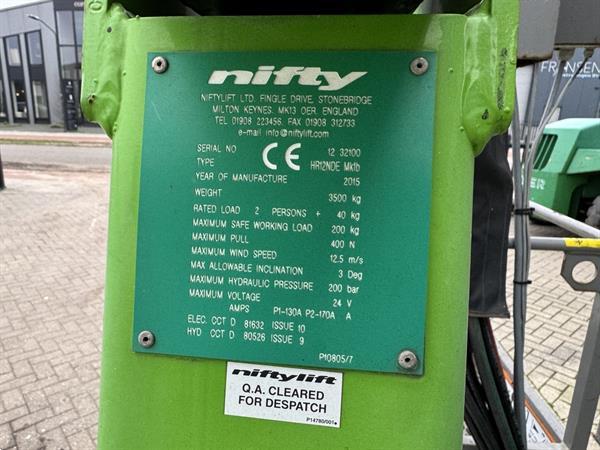 nifty
NIFTYLIFT LTD, FINGLE DRIVE, STONEBRIDGE
MILTON KEYNES, MK13 0ER, ENGLAND
TEL 01908 223456, FAX 01908 312733
e-mail info@niftylift.com
SERIAL NO 12 32100
CE
TYPE HR12NDE Mk1b
YEAR OF MANUFACTURE 2015
WEIGHT 3500 kg
RATED LOAD 2 PERSONS + 40 kg
MAXIMUM SAFE WORKING LOAD 200 kg
MAXIMUM PULL 400 N
MAXIMUM WIND SPEED 12.5 m/s
MAX ALLOWABLE INCLINATION 3 Deg
MAXIMUM HYDRAULIC PRESSURE 200 bar
MAXIMUM VOLTAGE 24 V
AMPS P1-130A P2-170A A
ELEC. CCT D 81632 ISSUE 10
HYD CCT D 80526 ISSUE 9
P10805/7
niftylift
Q.A. CLEARED
FOR DESPATCH
P14780/001
FRANSEN